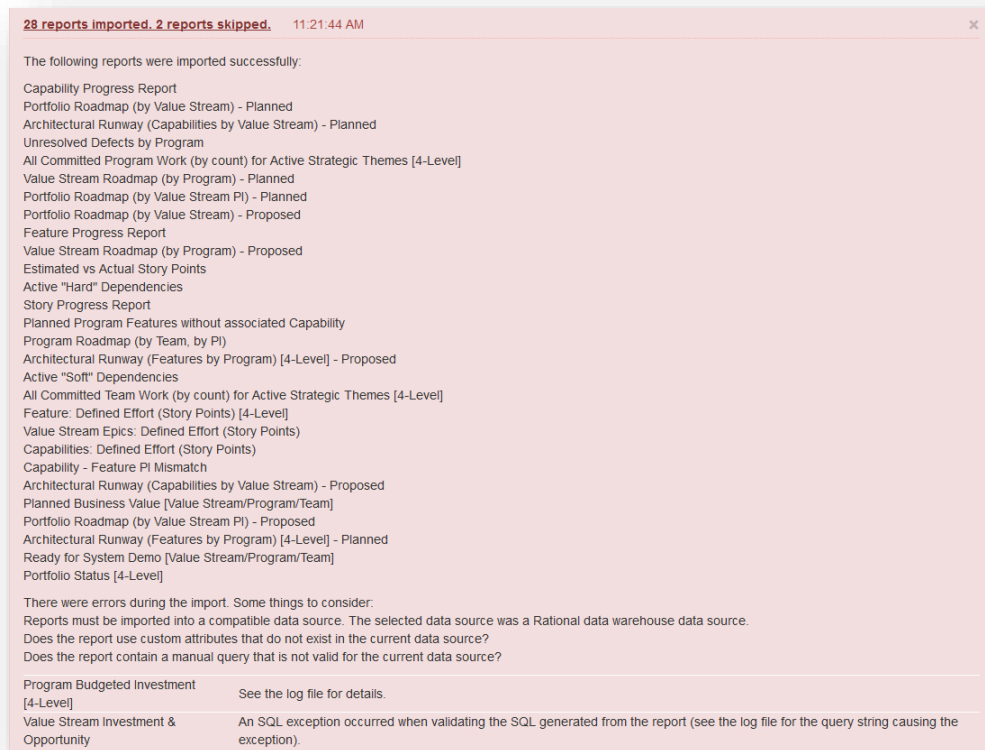 28 reports imported. 2 reports skipped. 11:21:44 AM ×
The following reports were imported successfully:
Capability Progress Report
Portfolio Roadmap (by Value Stream) - Planned
Architectural Runway (Capabilities by Value Stream) - Planned
Unresolved Defects by Program
All Committed Program Work (by count) for Active Strategic Themes [4-Level]
Value Stream Roadmap (by Program) - Planned
Portfolio Roadmap (by Value Stream PI) - Planned
Portfolio Roadmap (by Value Stream) - Proposed
Feature Progress Report
Value Stream Roadmap (by Program) - Proposed
Estimated vs Actual Story Points
Active "Hard" Dependencies
Story Progress Report
Planned Program Features without associated Capability
Program Roadmap (by Team, by PI)
Architectural Runway (Features by Program) [4-Level] - Proposed
Active "Soft" Dependencies
All Committed Team Work (by count) for Active Strategic Themes [4-Level]
Feature: Defined Effort (Story Points) [4-Level]
Value Stream Epics: Defined Effort (Story Points)
Capabilities: Defined Effort (Story Points)
Capability - Feature PI Mismatch
Architectural Runway (Capabilities by Value Stream) - Proposed
Planned Business Value [Value Stream/Program/Team]
Portfolio Roadmap (by Value Stream PI) - Proposed
Architectural Runway (Features by Program) [4-Level] - Planned
Ready for System Demo [Value Stream/Program/Team]
Portfolio Status [4-Level]
There were errors during the import. Some things to consider:
Reports must be imported into a compatible data source. The selected data source was a Rational data warehouse data source.
Does the report use custom attributes that do not exist in the current data source?
Does the report contain a manual query that is not valid for the current data source?
Program Budgeted Investment
[4-Level]
See the log file for details.
Value Stream Investment &
Opportunity
An SQL exception occurred when validating the SQL generated from the report (see the log file for the query string causing the
exception).